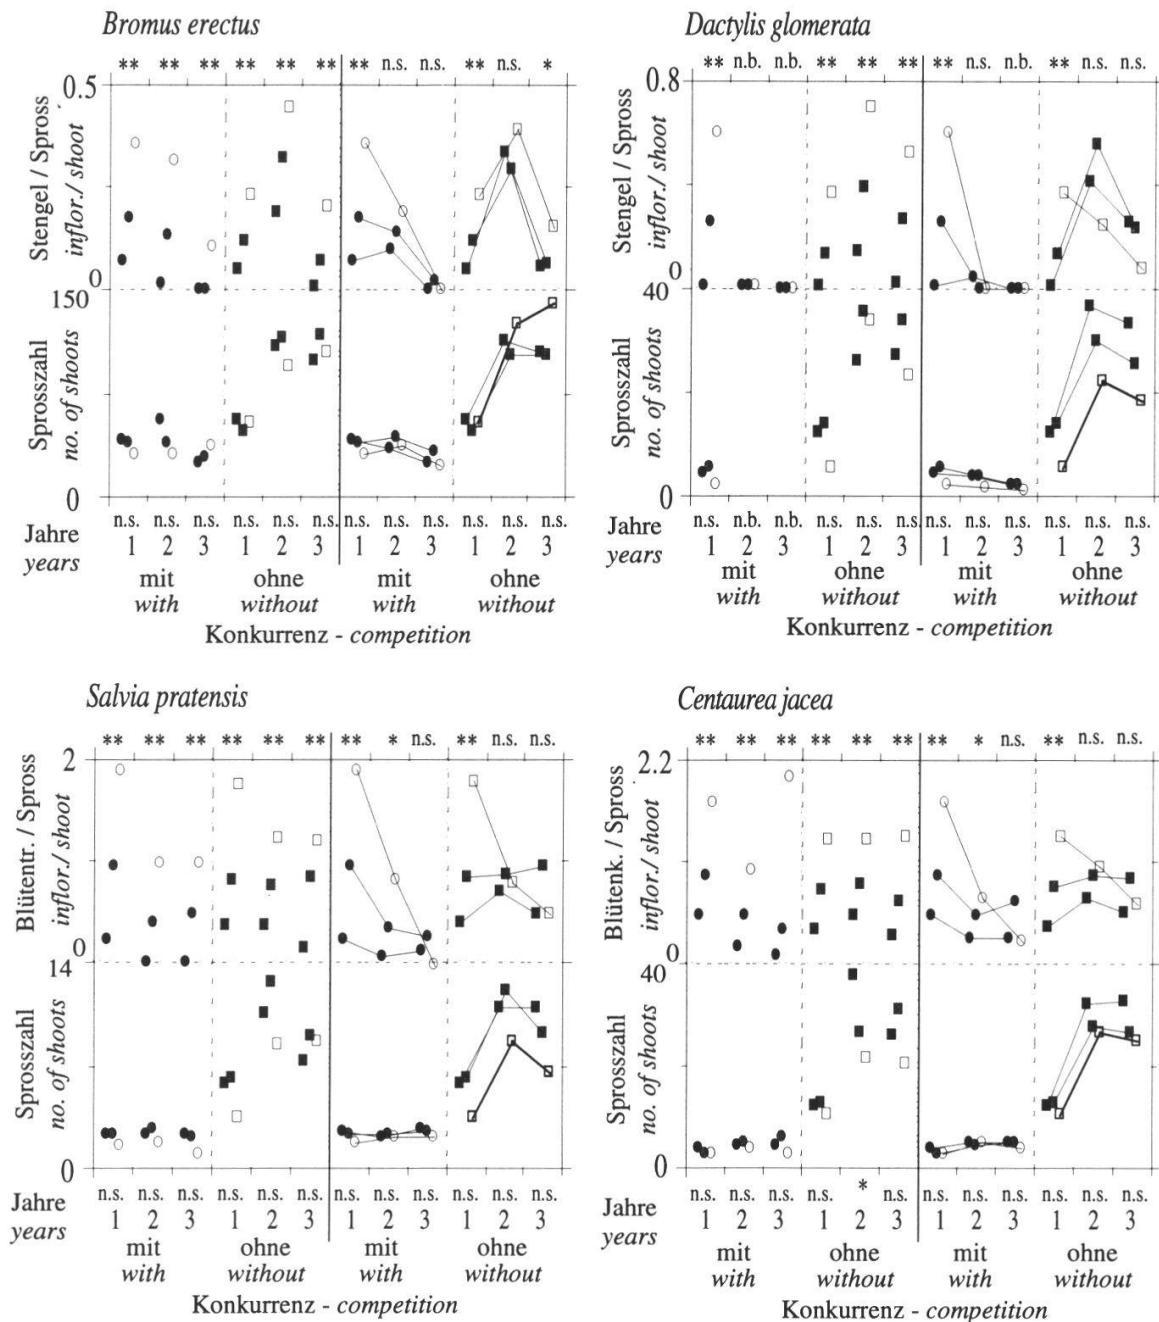 Bromus erectus
** ** ** ** ** ** ** n.s. n.s. ** n.s. *
0.5
Stengel / Spross
inflor./ shoot
0
150
Sprosszahl
no. of shoots
0
Jahre
years
n.s. n.s. n.s. n.s. n.s. n.s. n.s. n.s. n.s. n.s. n.s. n.s.
1 2 3 1 2 3 1 2 3 1 2 3
mit ohne mit ohne
with without with without
Konkurrenz - competition
Dactylis glomerata
** n.b. n.b. ** ** ** ** n.s. n.b. ** n.s. n.s.
0.8
Stengel / Spross
inflor./ shoot
0
40
Sprosszahl
no. of shoots
0
Jahre
years
n.s. n.b. n.b. n.s. n.s. n.s. n.s. n.s. n.s. n.s. n.s. n.s.
1 2 3 1 2 3 1 2 3 1 2 3
mit ohne mit ohne
with without with without
Konkurrenz - competition
Salvia pratensis
** ** ** ** ** ** ** * n.s. ** n.s. n.s.
2
Blütentr. / Spross
inflor./ shoot
0
14
Sprosszahl
no. of shoots
0
Jahre
years
n.s. n.s. n.s. n.s. n.s. n.s. n.s. n.s. n.s. n.s. n.s. n.s.
1 2 3 1 2 3 1 2 3 1 2 3
mit ohne mit ohne
with without with without
Konkurrenz - competition
Centaurea jacea
** ** ** ** ** ** ** * n.s. ** n.s. n.s.
2.2
Blütenk. / Spross
inflor./ shoot
0
40
Sprosszahl
no. of shoots
0
Jahre
years
n.s. n.s. n.s. n.s. * n.s. n.s. n.s. n.s. n.s. n.s. n.s.
1 2 3 1 2 3 1 2 3 1 2 3
mit ohne mit ohne
with without with without
Konkurrenz - competition